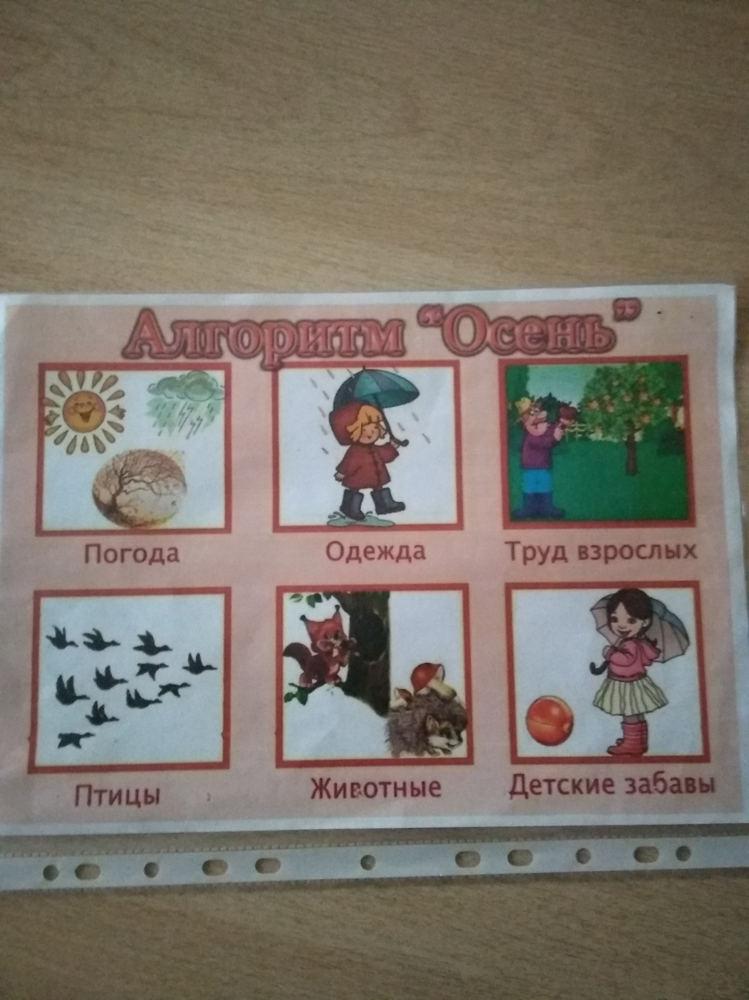 Алгоритм “Осень”
Погода
Одежда
Труд взрослых
Птицы
Животные
Детские забавы